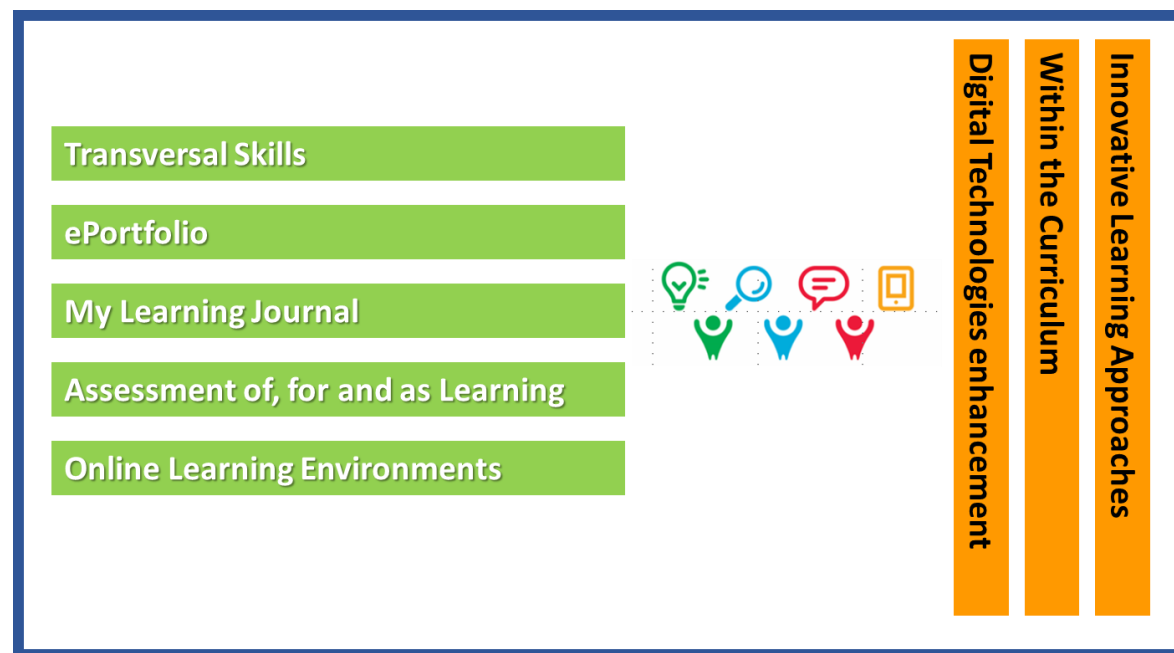 Transversal Skills
ePortfolio
My Learning Journal
Assessment of, for and as Learning
Online Learning Environments
Digital Technologies enhancement
Within the Curriculum
Innovative Learning Approaches